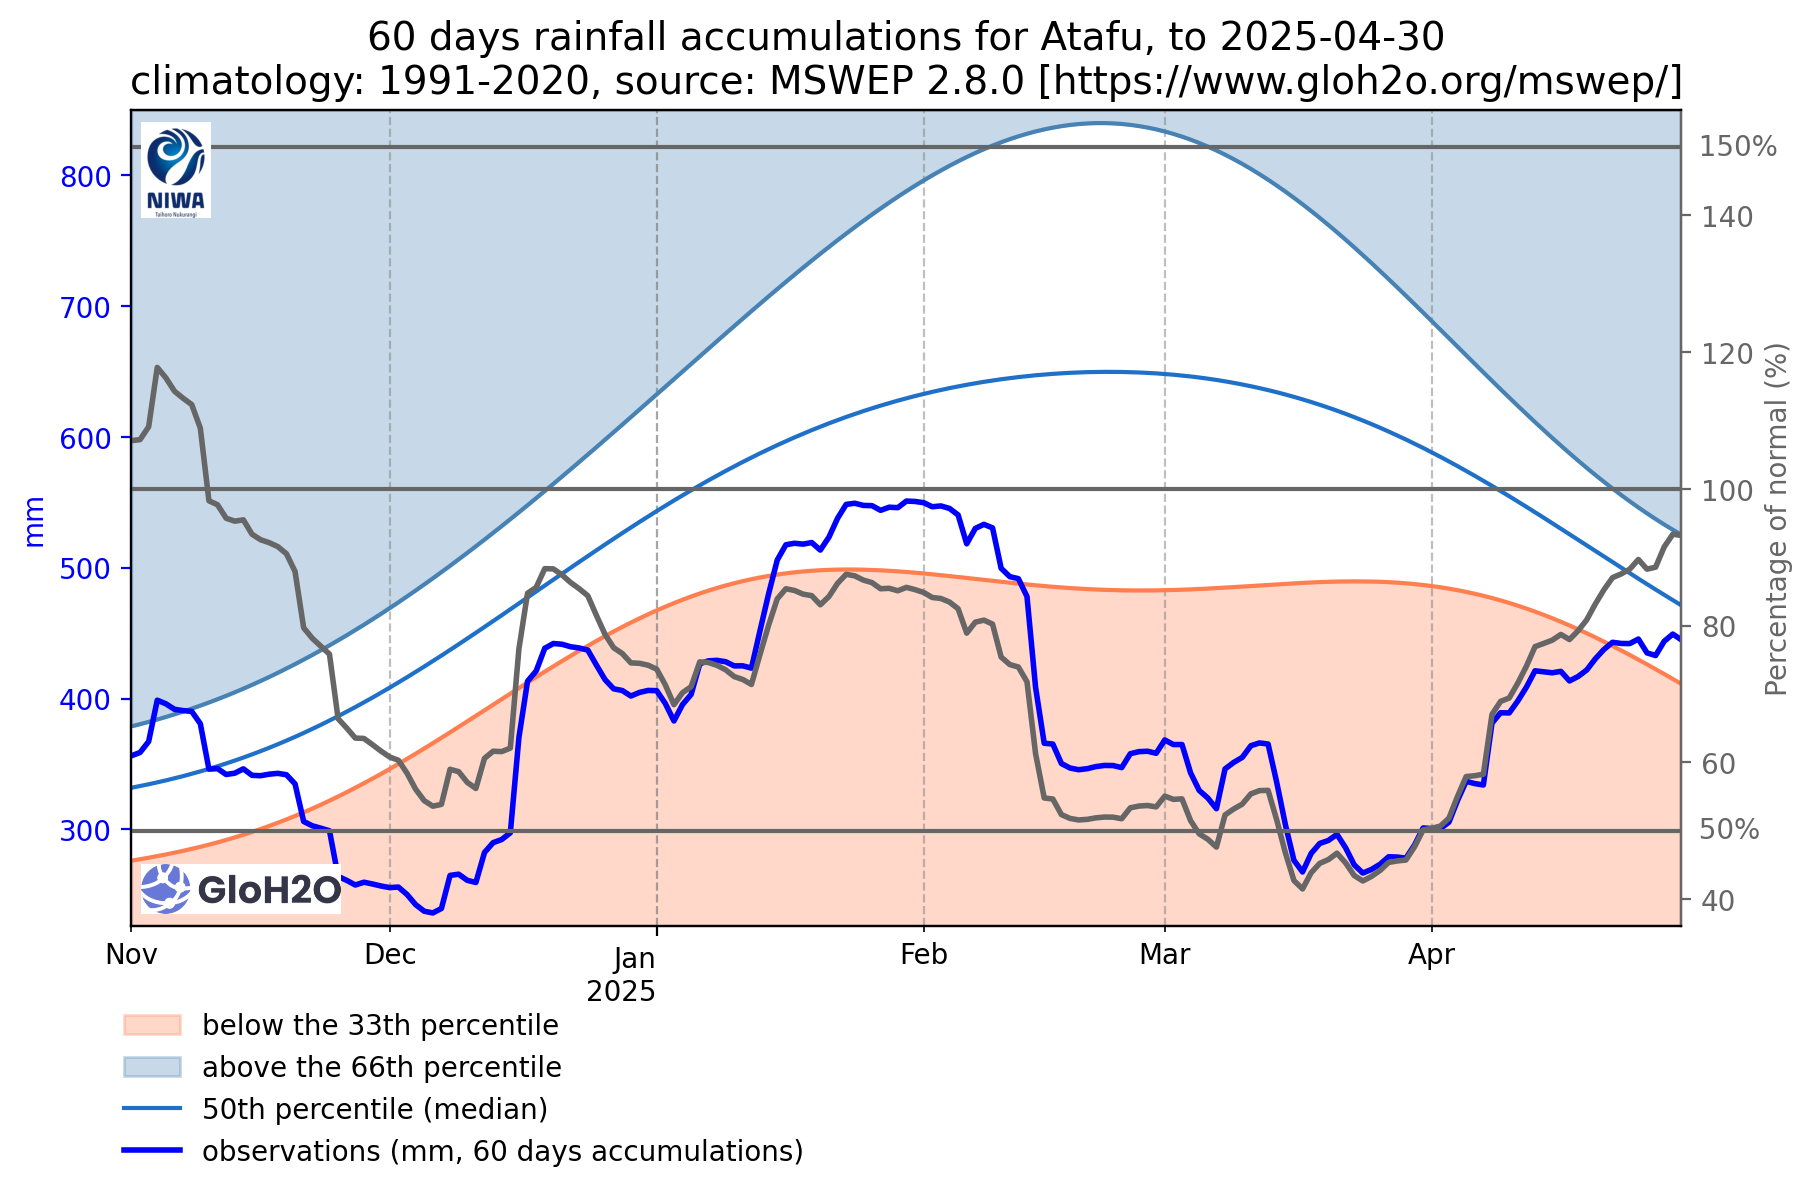 60 days rainfall accumulations for Atafu, to 2025-04-30
climatology: 1991-2020, source: MSWEP 2.8.0 [https://www.gloh2o.org/mswep/]
NIWA
Taihoro Nukurangi
800
700
600
500
400
300
mm
150%
140
120
100
80
60
50%
40
Percentage of normal (%)
GloH2O
Nov
Dec
Jan
2025
Feb
Mar
Apr
below the 33th percentile
above the 66th percentile
50th percentile (median)
observations (mm, 60 days accumulations)